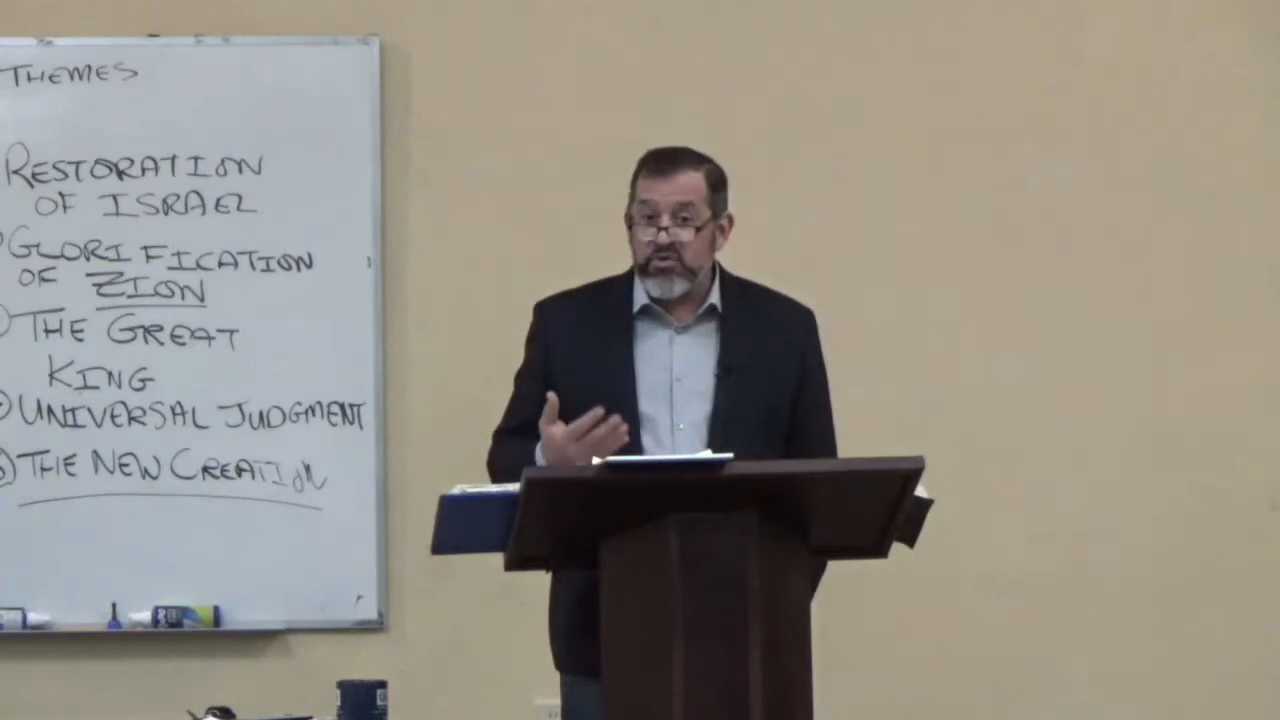 THEMES
RESTORATION
OF ISRAEL
GLORIFICATION
OF ZION
THE GREAT
KING
UNIVERSAL JUDGMENT
THE NEW CREATION